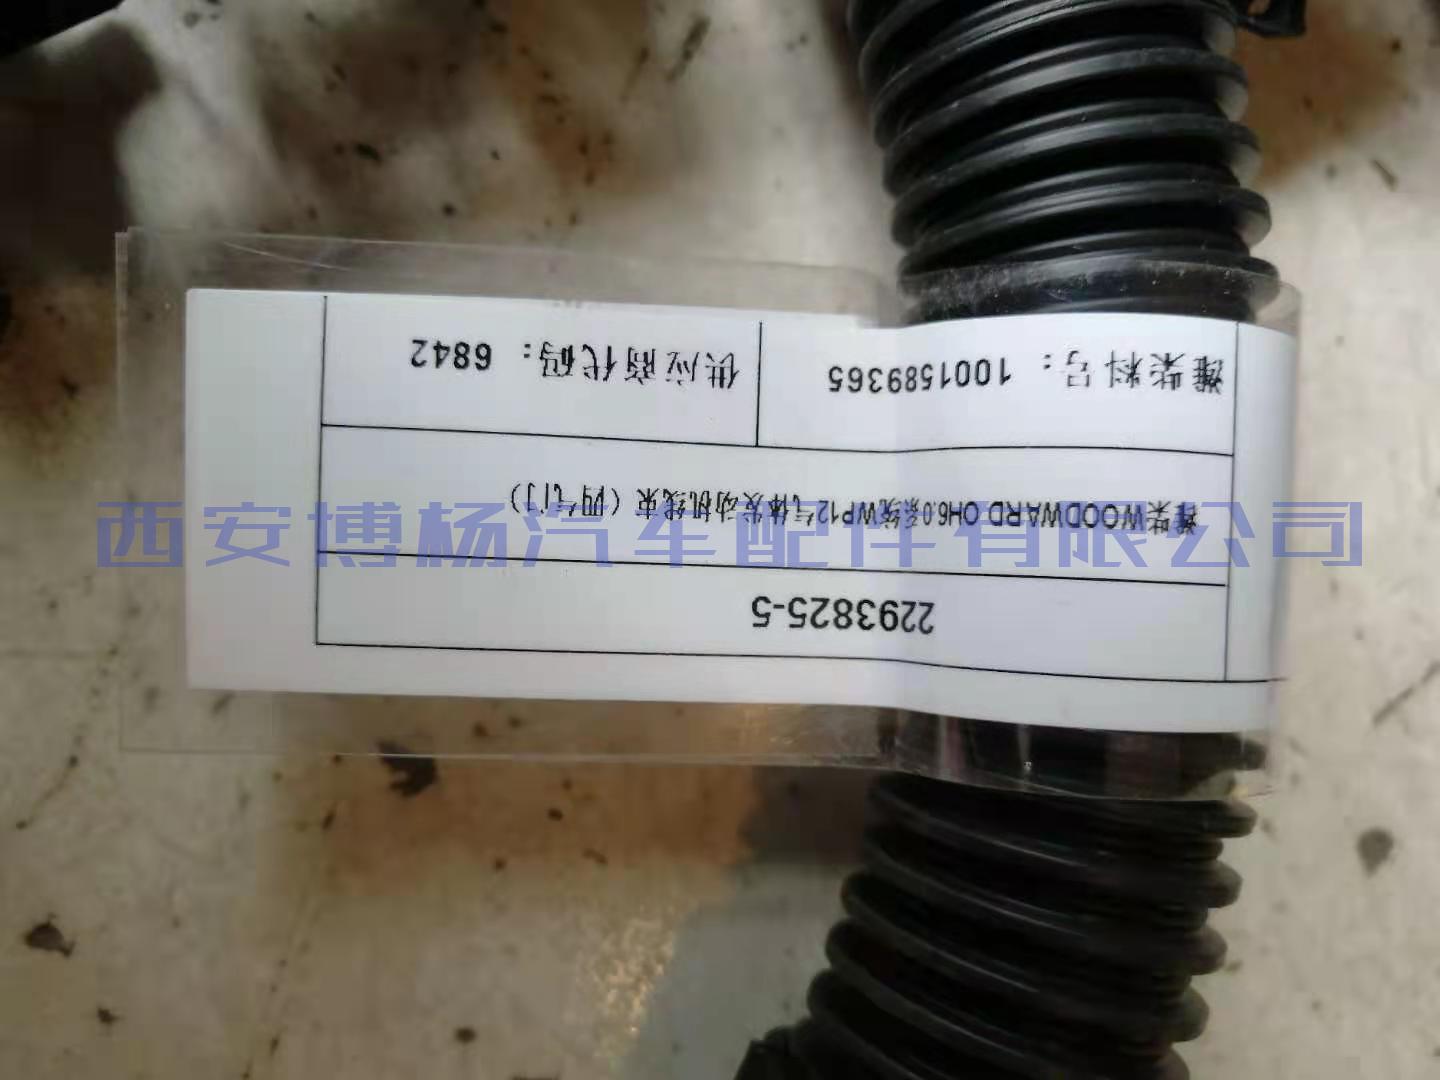 2293825-5
潍柴WOODWARD OH6.0系统WP12气体发动机线束（四气门）
潍柴料号：1001589365 供应商代码：6842
西安博杨汽车配件有限公司